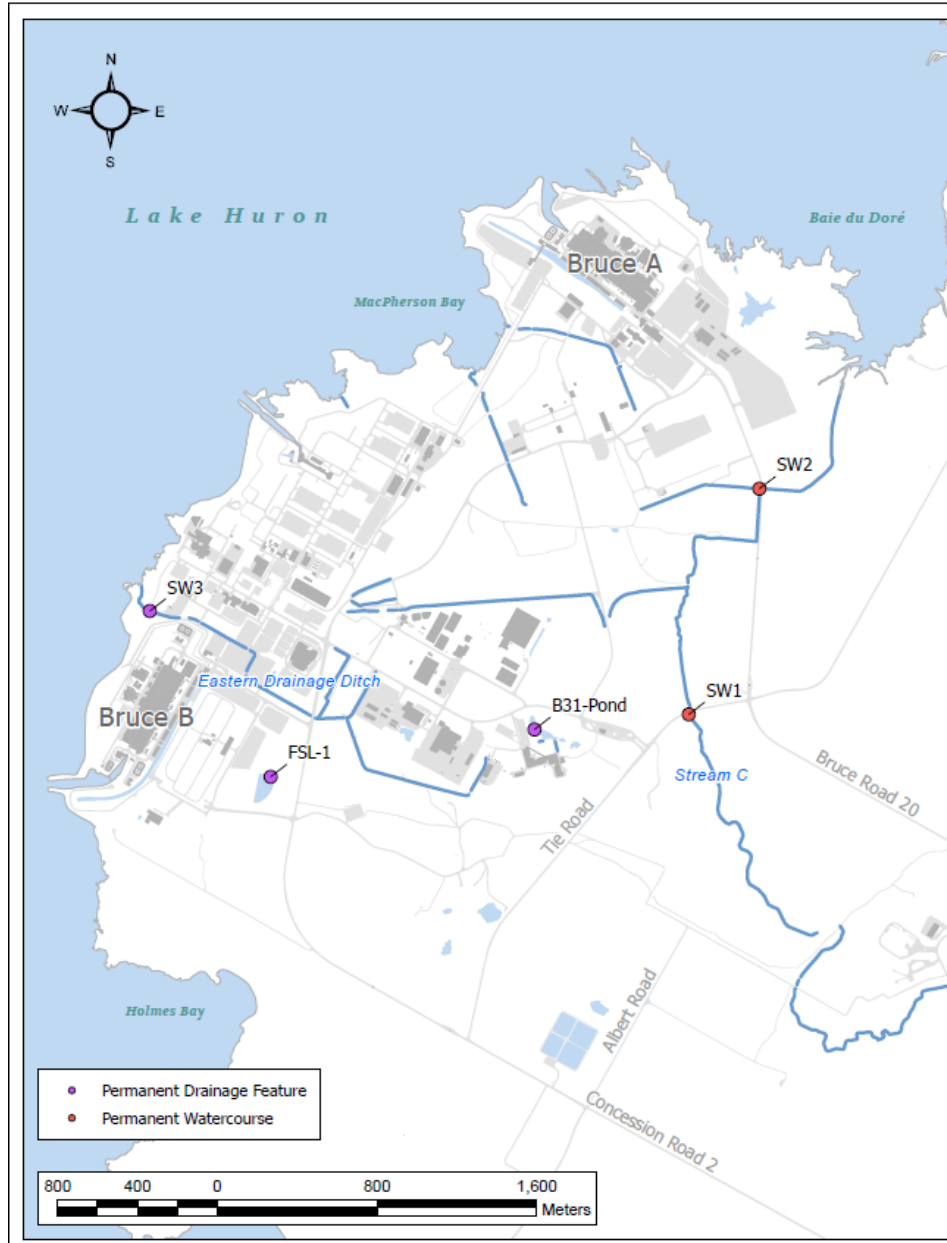 N
W E
S
Lake Huron
Baie du Doré
Bruce A
MacPherson Bay
SW2
SW3
Eastern Drainage Ditch
B31-Pond
SW1
Bruce B
FSL-1
Stream C
Bruce Road 20
Tie Road
Albert Road
Holmes Bay
Concession Road 2
Permanent Drainage Feature
Permanent Watercourse
800 400 0 800 1,600
Meters